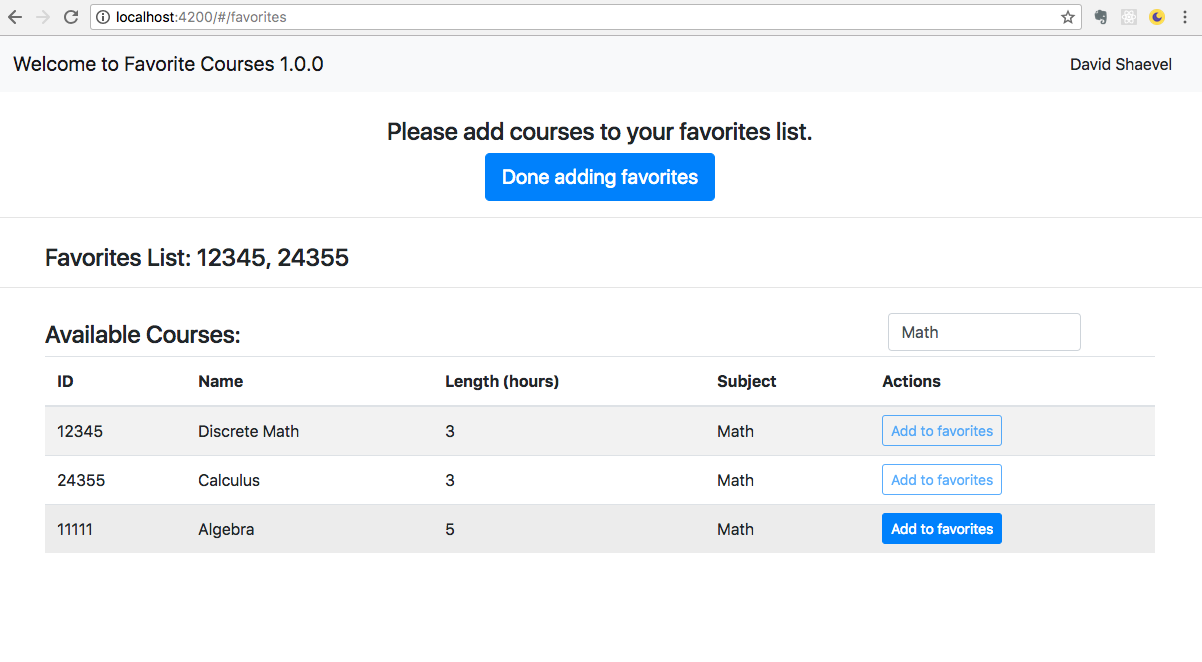 localhost:4200/#/favorites
Welcome to Favorite Courses 1.0.0 David Shaevel
Please add courses to your favorites list.
Done adding favorites
Favorites List: 12345, 24355
Available Courses: Math
ID Name Length (hours) Subject Actions
12345 Discrete Math 3 Math Add to favorites
24355 Calculus 3 Math Add to favorites
11111 Algebra 5 Math Add to favorites